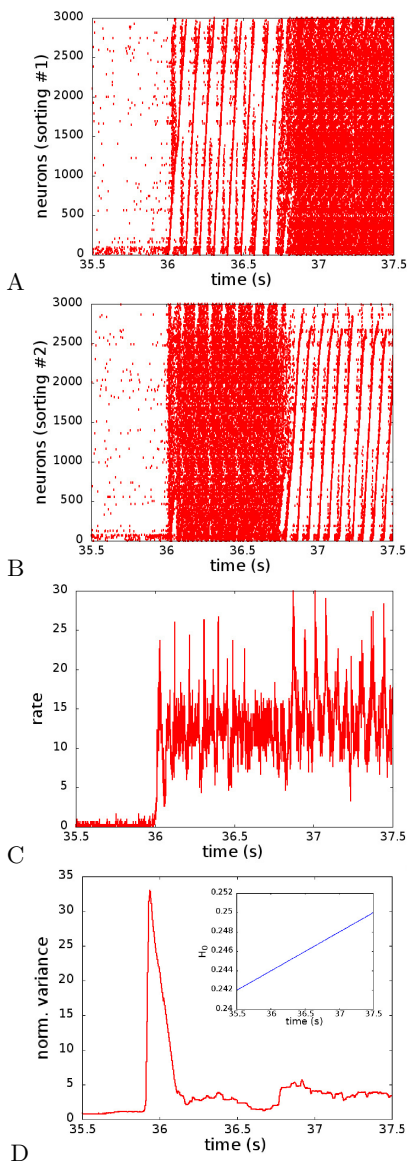 3000
2500
2000
1500
1000
500
0
neurons (sorting #1)
35.5 36 36.5 37 37.5
time (s)
A
3000
2500
2000
1500
1000
500
0
neurons (sorting #2)
35.5 36 36.5 37 37.5
time (s)
B
30
25
20
15
10
5
0
rate
35.5 36 36.5 37 37.5
time (s)
C
35
30
25
20
15
10
5
0
norm. variance
0.252
0.25
0.248
0.246
0.244
0.242
0.24
H0
35.5 36 36.5 37 37.5
time (s)
35.5 36 36.5 37 37.5
time (s)
D